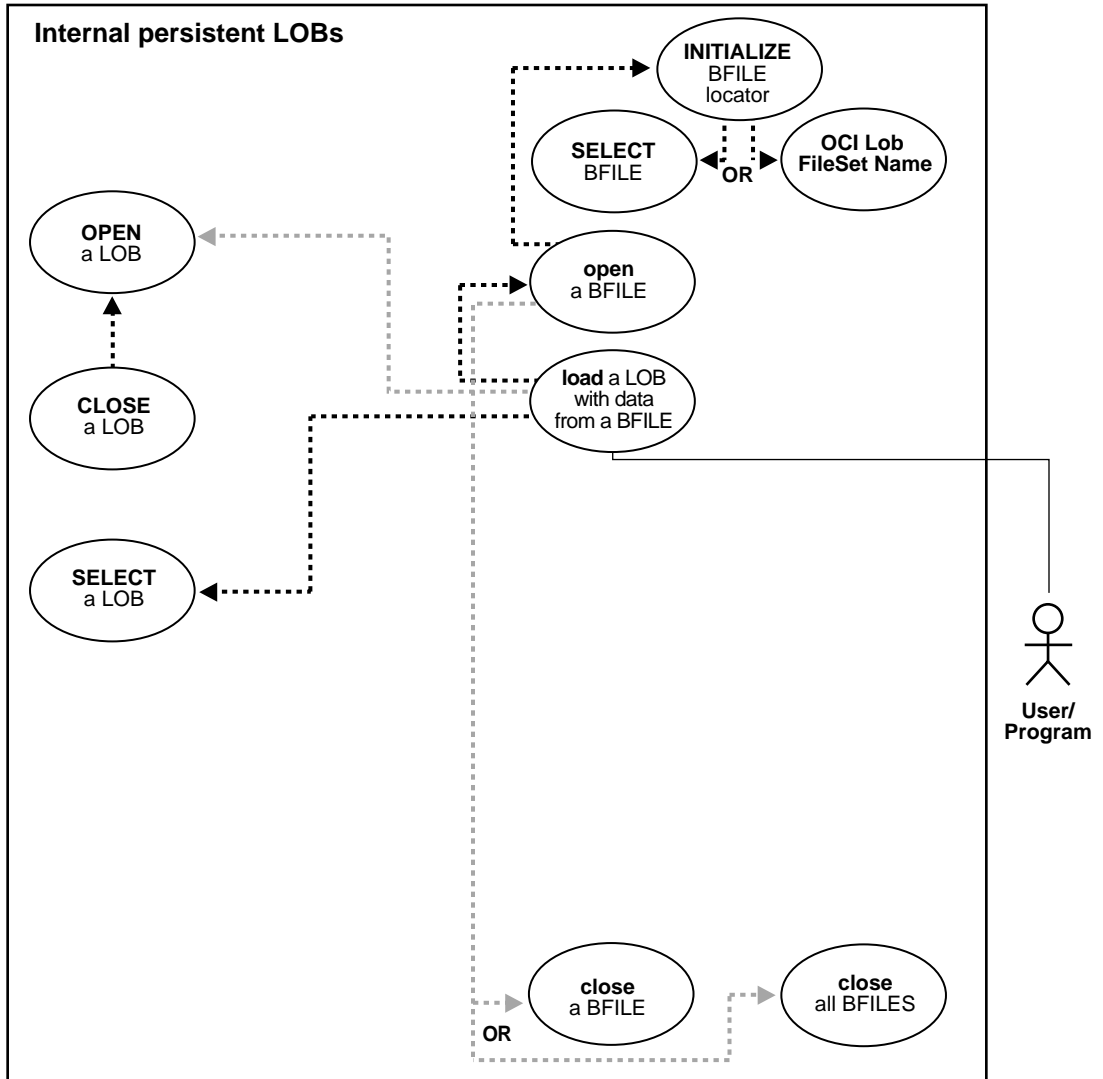 Internal persistent LOBs
INITIALIZE
BFILE
locator
SELECT
BFILE
OR
OCI Lob
FileSet Name
OPEN
a LOB
open
a BFILE
load a LOB
with data
from a BFILE
CLOSE
a LOB
SELECT
a LOB
User/
Program
close
a BFILE
OR
close
all BFILES